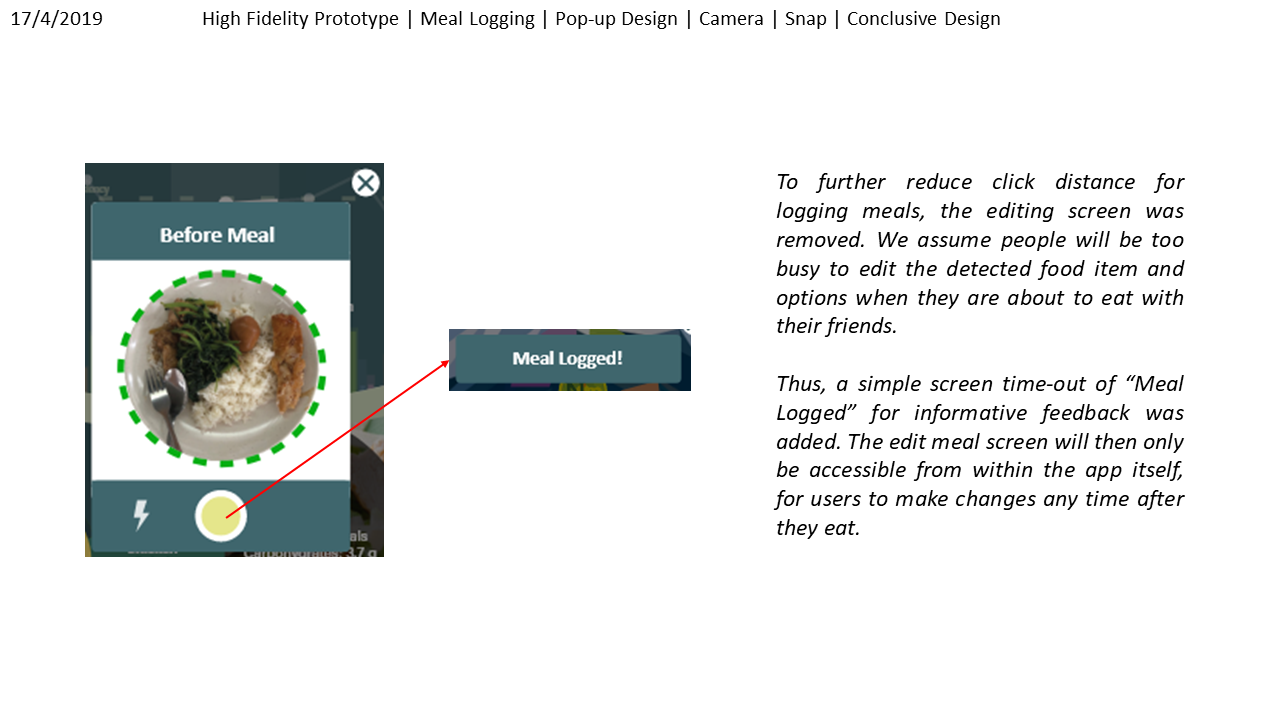 17/4/2019
High Fidelity Prototype | Meal Logging | Pop-up Design | Camera | Snap | Conclusive Design
Before Meal
Carbohydrates: 3.7 g
Meal Logged!
To further reduce click distance for
logging meals, the editing screen was
removed. We assume people will be too
busy to edit the detected food item and
options when they are about to eat with
their friends.
Thus, a simple screen time-out of “Meal
Logged” for informative feedback was
added. The edit meal screen will then only
be accessible from within the app itself,
for users to make changes any time after
they eat.